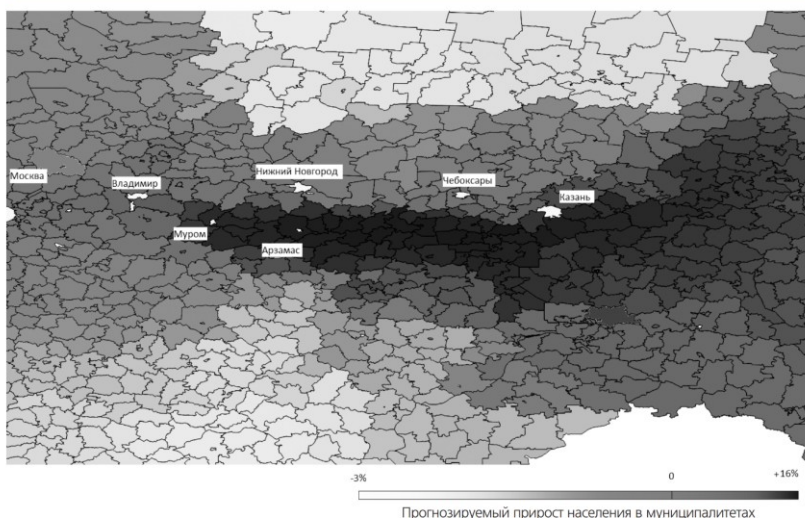 Москва
Владимир
Нижний Новгород
Чебоксары
Казань
Муром
Арзамас
-3%
0
+16%
Прогнозируемый прирост населения в муниципалитетах